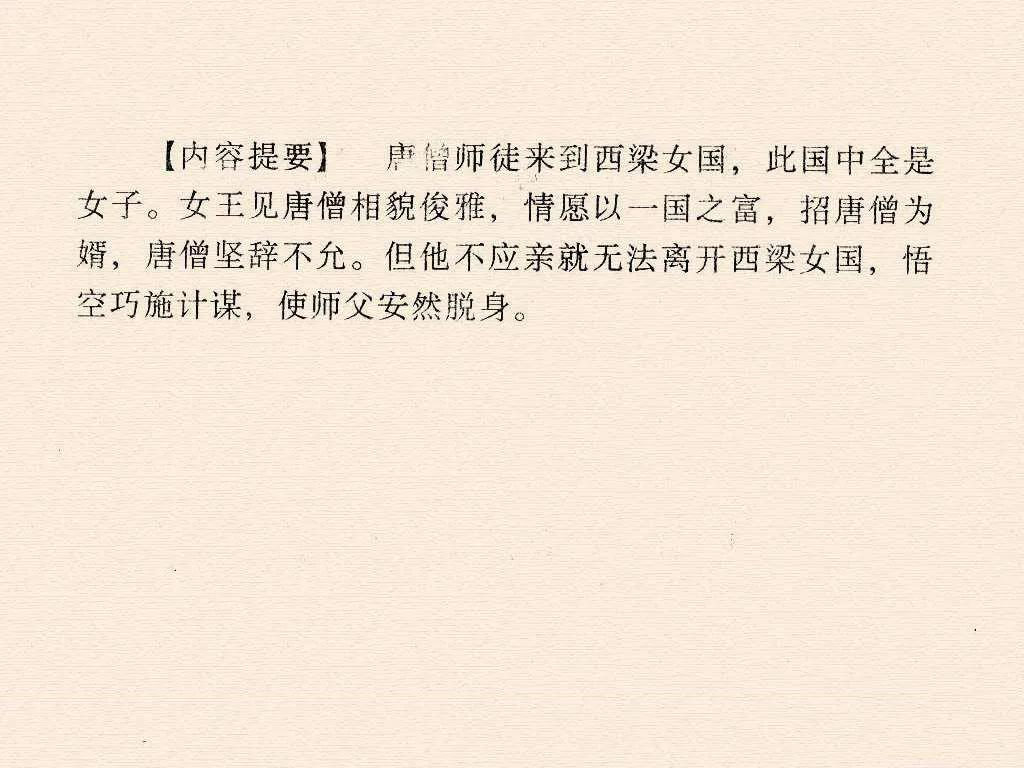 【内容提要】 唐僧师徒来到西梁女国，此国中全是
女子。女王见唐僧相貌俊雅，情愿以一国之富，招唐僧为
婿，唐僧坚辞不允。但他不应亲就无法离开西梁女国，悟
空巧施计谋，使师父安然脱身。